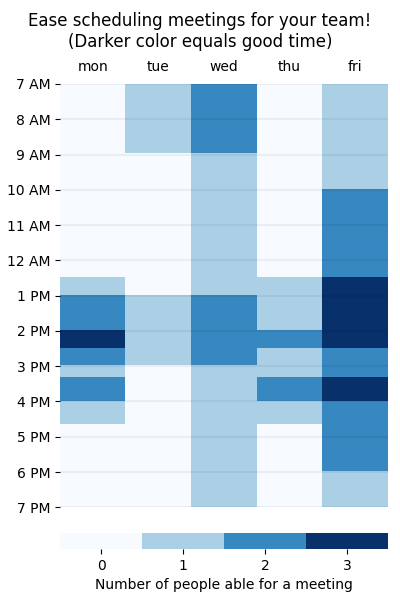 Ease scheduling meetings for your team!
(Darker color equals good time)
mon tue wed thu fri
7 AM
8 AM
9 AM
10 AM
11 AM
12 AM
1 PM
2 PM
3 PM
4 PM
5 PM
6 PM
7 PM
0 1 2 3
Number of people able for a meeting